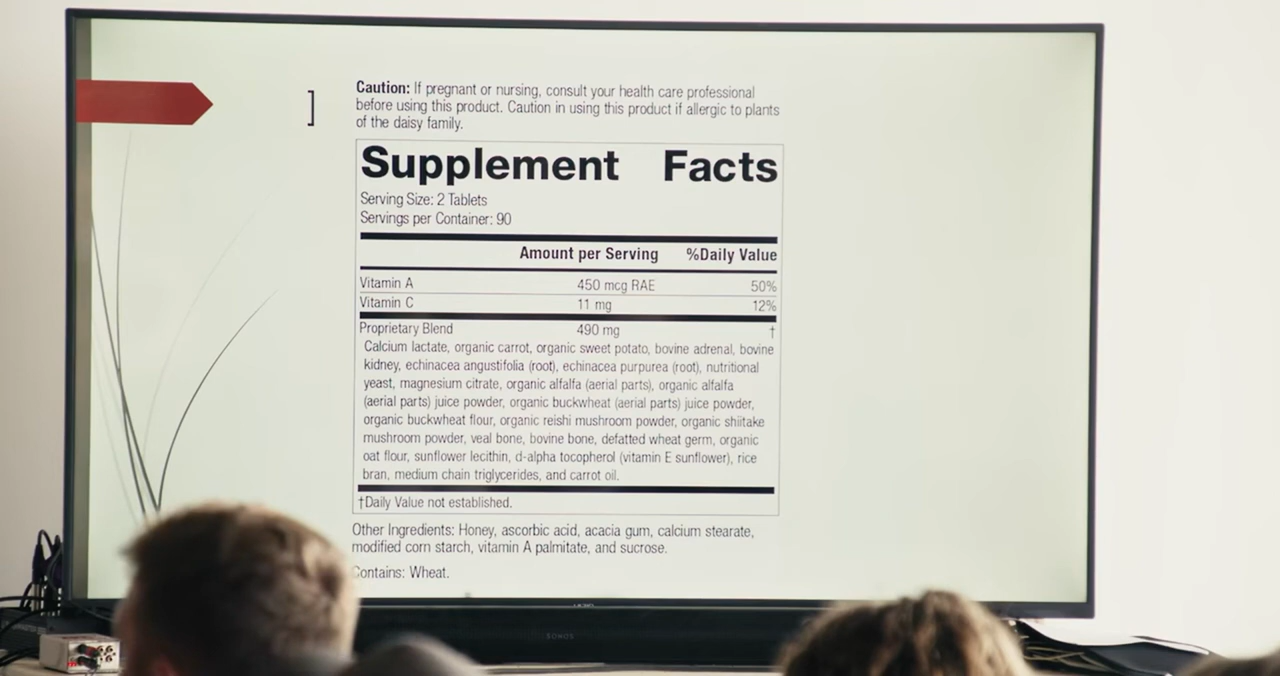 ]
Caution: If pregnant or nursing, consult your health care professional
before using this product. Caution in using this product if allergic to plants
of the daisy family.
Supplement Facts
Serving Size: 2 Tablets
Servings per Container: 90
Amount per Serving %Daily Value
Vitamin A 450 mcg RAE 50%
Vitamin C 11 mg 12%
Proprietary Blend 490 mg †
Calcium lactate, organic carrot, organic sweet potato, bovine adrenal, bovine
kidney, echinacea angustifolia (root), echinacea purpurea (root), nutritional
yeast, magnesium citrate, organic alfalfa (aerial parts), organic alfalfa
(aerial parts) juice powder, organic buckwheat (aerial parts) juice powder,
organic buckwheat flour, organic reishi mushroom powder, organic shiitake
mushroom powder, veal bone, bovine bone, defatted wheat germ, organic
oat flour, sunflower lecithin, d-alpha tocopherol (vitamin E sunflower), rice
bran, medium chain triglycerides, and carrot oil.
†Daily Value not established.
Other Ingredients: Honey, ascorbic acid, acacia gum, calcium stearate,
modified corn starch, vitamin A palmitate, and sucrose.
Contains: Wheat.
SONOS